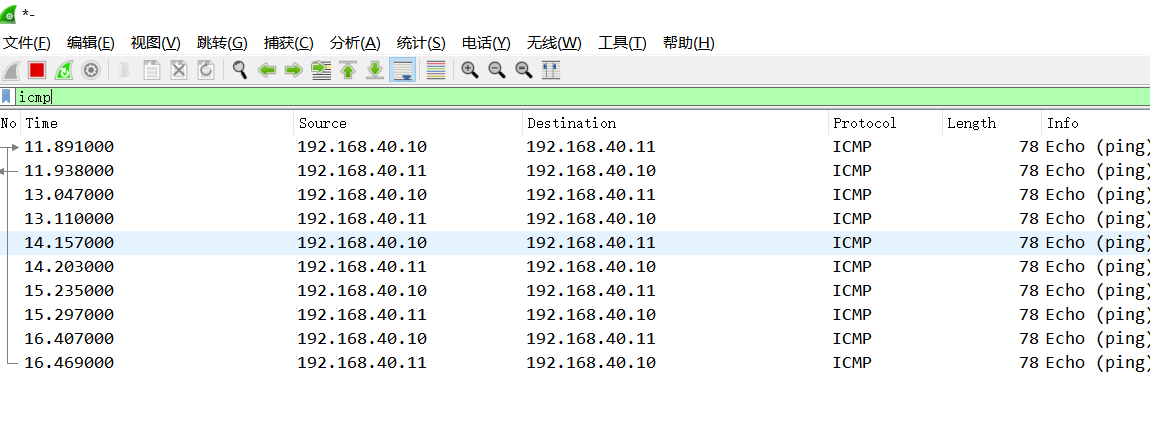 *-
文件(F) 编辑(E) 视图(V) 跳转(G) 捕获(C) 分析(A) 统计(S) 电话(Y) 无线(W) 工具(T) 帮助(H)
icmp
No Time Source Destination Protocol Length Info
11.891000 192.168.40.10 192.168.40.11 ICMP 78 Echo (ping)
11.938000 192.168.40.11 192.168.40.10 ICMP 78 Echo (ping)
13.047000 192.168.40.10 192.168.40.11 ICMP 78 Echo (ping)
13.110000 192.168.40.11 192.168.40.10 ICMP 78 Echo (ping)
14.157000 192.168.40.10 192.168.40.11 ICMP 78 Echo (ping)
14.203000 192.168.40.11 192.168.40.10 ICMP 78 Echo (ping)
15.235000 192.168.40.10 192.168.40.11 ICMP 78 Echo (ping)
15.297000 192.168.40.11 192.168.40.10 ICMP 78 Echo (ping)
16.407000 192.168.40.10 192.168.40.11 ICMP 78 Echo (ping)
16.469000 192.168.40.11 192.168.40.10 ICMP 78 Echo (ping)